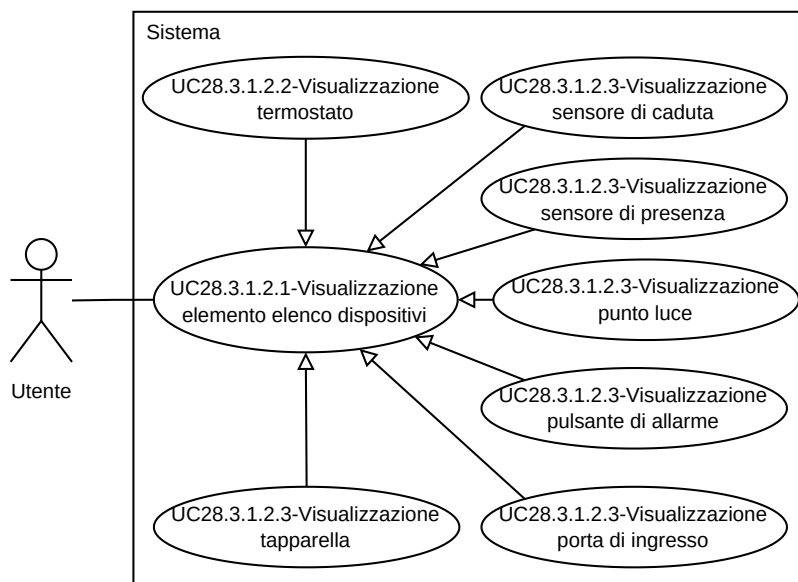 Sistema
UC28.3.1.2.2-Visualizzazione
termostato
UC28.3.1.2.3-Visualizzazione
sensore di caduta
UC28.3.1.2.3-Visualizzazione
sensore di presenza
UC28.3.1.2.1-Visualizzazione
elemento elenco dispositivi
UC28.3.1.2.3-Visualizzazione
punto luce
Utente
UC28.3.1.2.3-Visualizzazione
pulsante di allarme
UC28.3.1.2.3-Visualizzazione
tapparella
UC28.3.1.2.3-Visualizzazione
porta di ingresso